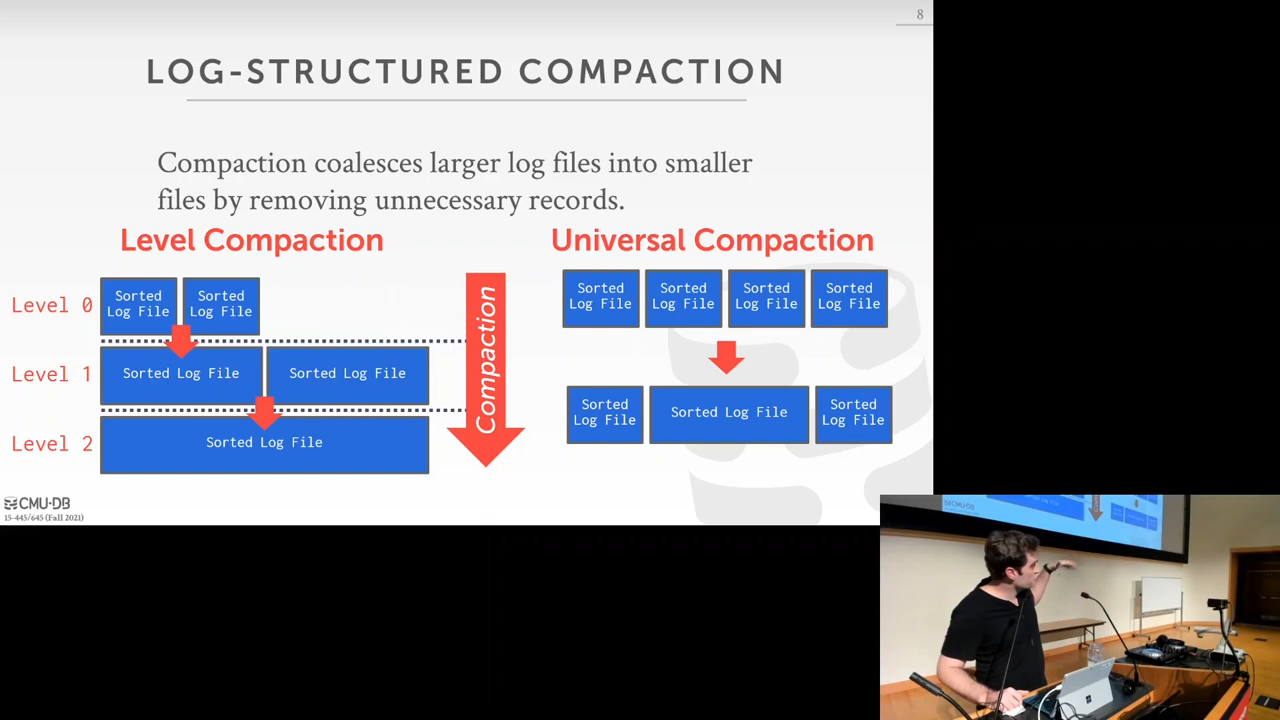 8
LOG-STRUCTURED COMPACTION
Compaction coalesces larger log files into smaller
files by removing unnecessary records.
Level Compaction
Universal Compaction
Level 0
Sorted
Log File
Sorted
Log File
Level 1
Sorted Log File
Sorted Log File
Level 2
Sorted Log File
Compaction
Sorted
Log File
Sorted
Log File
Sorted
Log File
Sorted
Log File
Sorted
Log File
Sorted Log File
Sorted
Log File
CMU·DB
15-445/645 (Fall 2021)